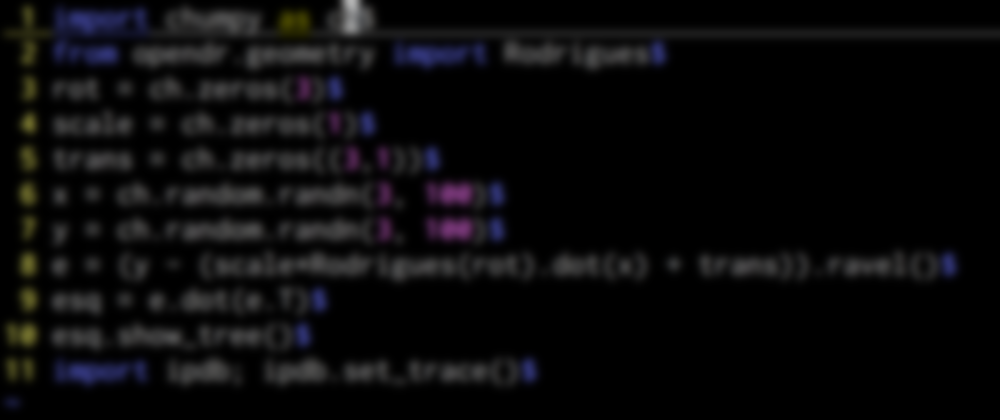 1 import chumpy as ch$
2 from opendr.geometry import Rodrigues$
3 rot = ch.zeros(3)$
4 scale = ch.zeros(1)$
5 trans = ch.zeros((3,1))$
6 x = ch.random.randn(3, 100)$
7 y = ch.random.randn(3, 100)$
8 e = (y - (scale*Rodrigues(rot).dot(x) + trans)).ravel()$
9 esq = e.dot(e.T)$
10 esq.show_tree()$
11 import ipdb; ipdb.set_trace()$
~